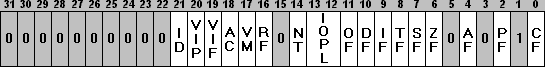 31 30 29 28 27 26 25 24 23 22 21 20 19 18 17 16 15 14 13 12 11 10 9 8 7 6 5 4 3 2 1 0
0 0 0 0 0 0 0 0 0 0 ID VIP VIF AC VM RF 0 NT IOPL OF DF IF TF SF ZF 0 AF 0 PF 1 CF